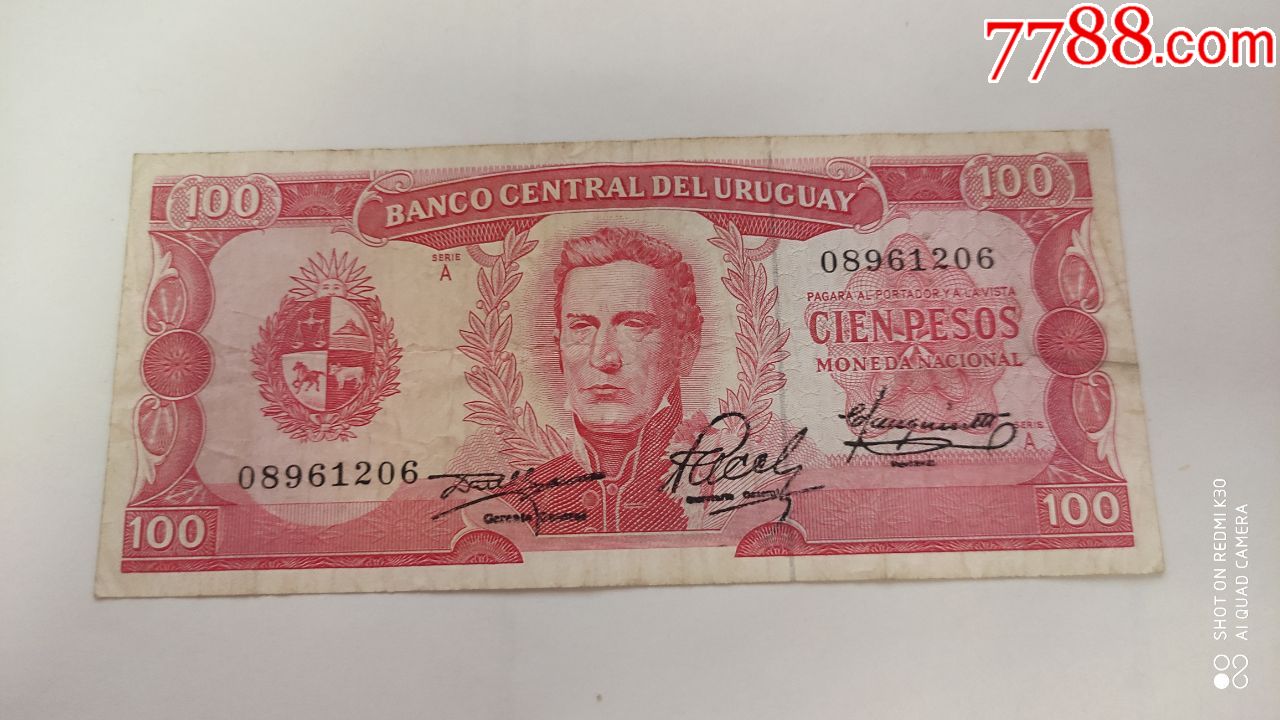 7788.com
100
BANCO CENTRAL DEL URUGUAY
100
SERIE
A
08961206
PAGARÁ AL PORTADOR Y A LA VISTA
CIEN PESOS
MONEDA NACIONAL
SERIE
A
08961206
Gerente General
Secretario General
100
100
SHOT ON REDMI K30
AI QUAD CAMERA